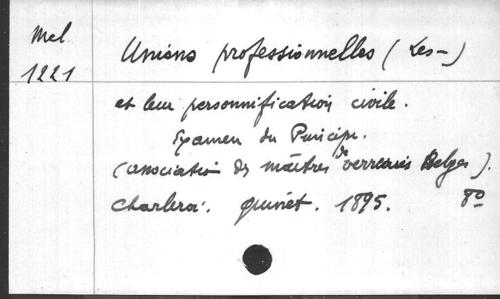 Mel
1221
Unions professionnelles (Les—)
et leur personnification civile.
Examen du Principe.
(association des maîtres de verreries Belges).
Charleroi. Quinet. 1895. 8º